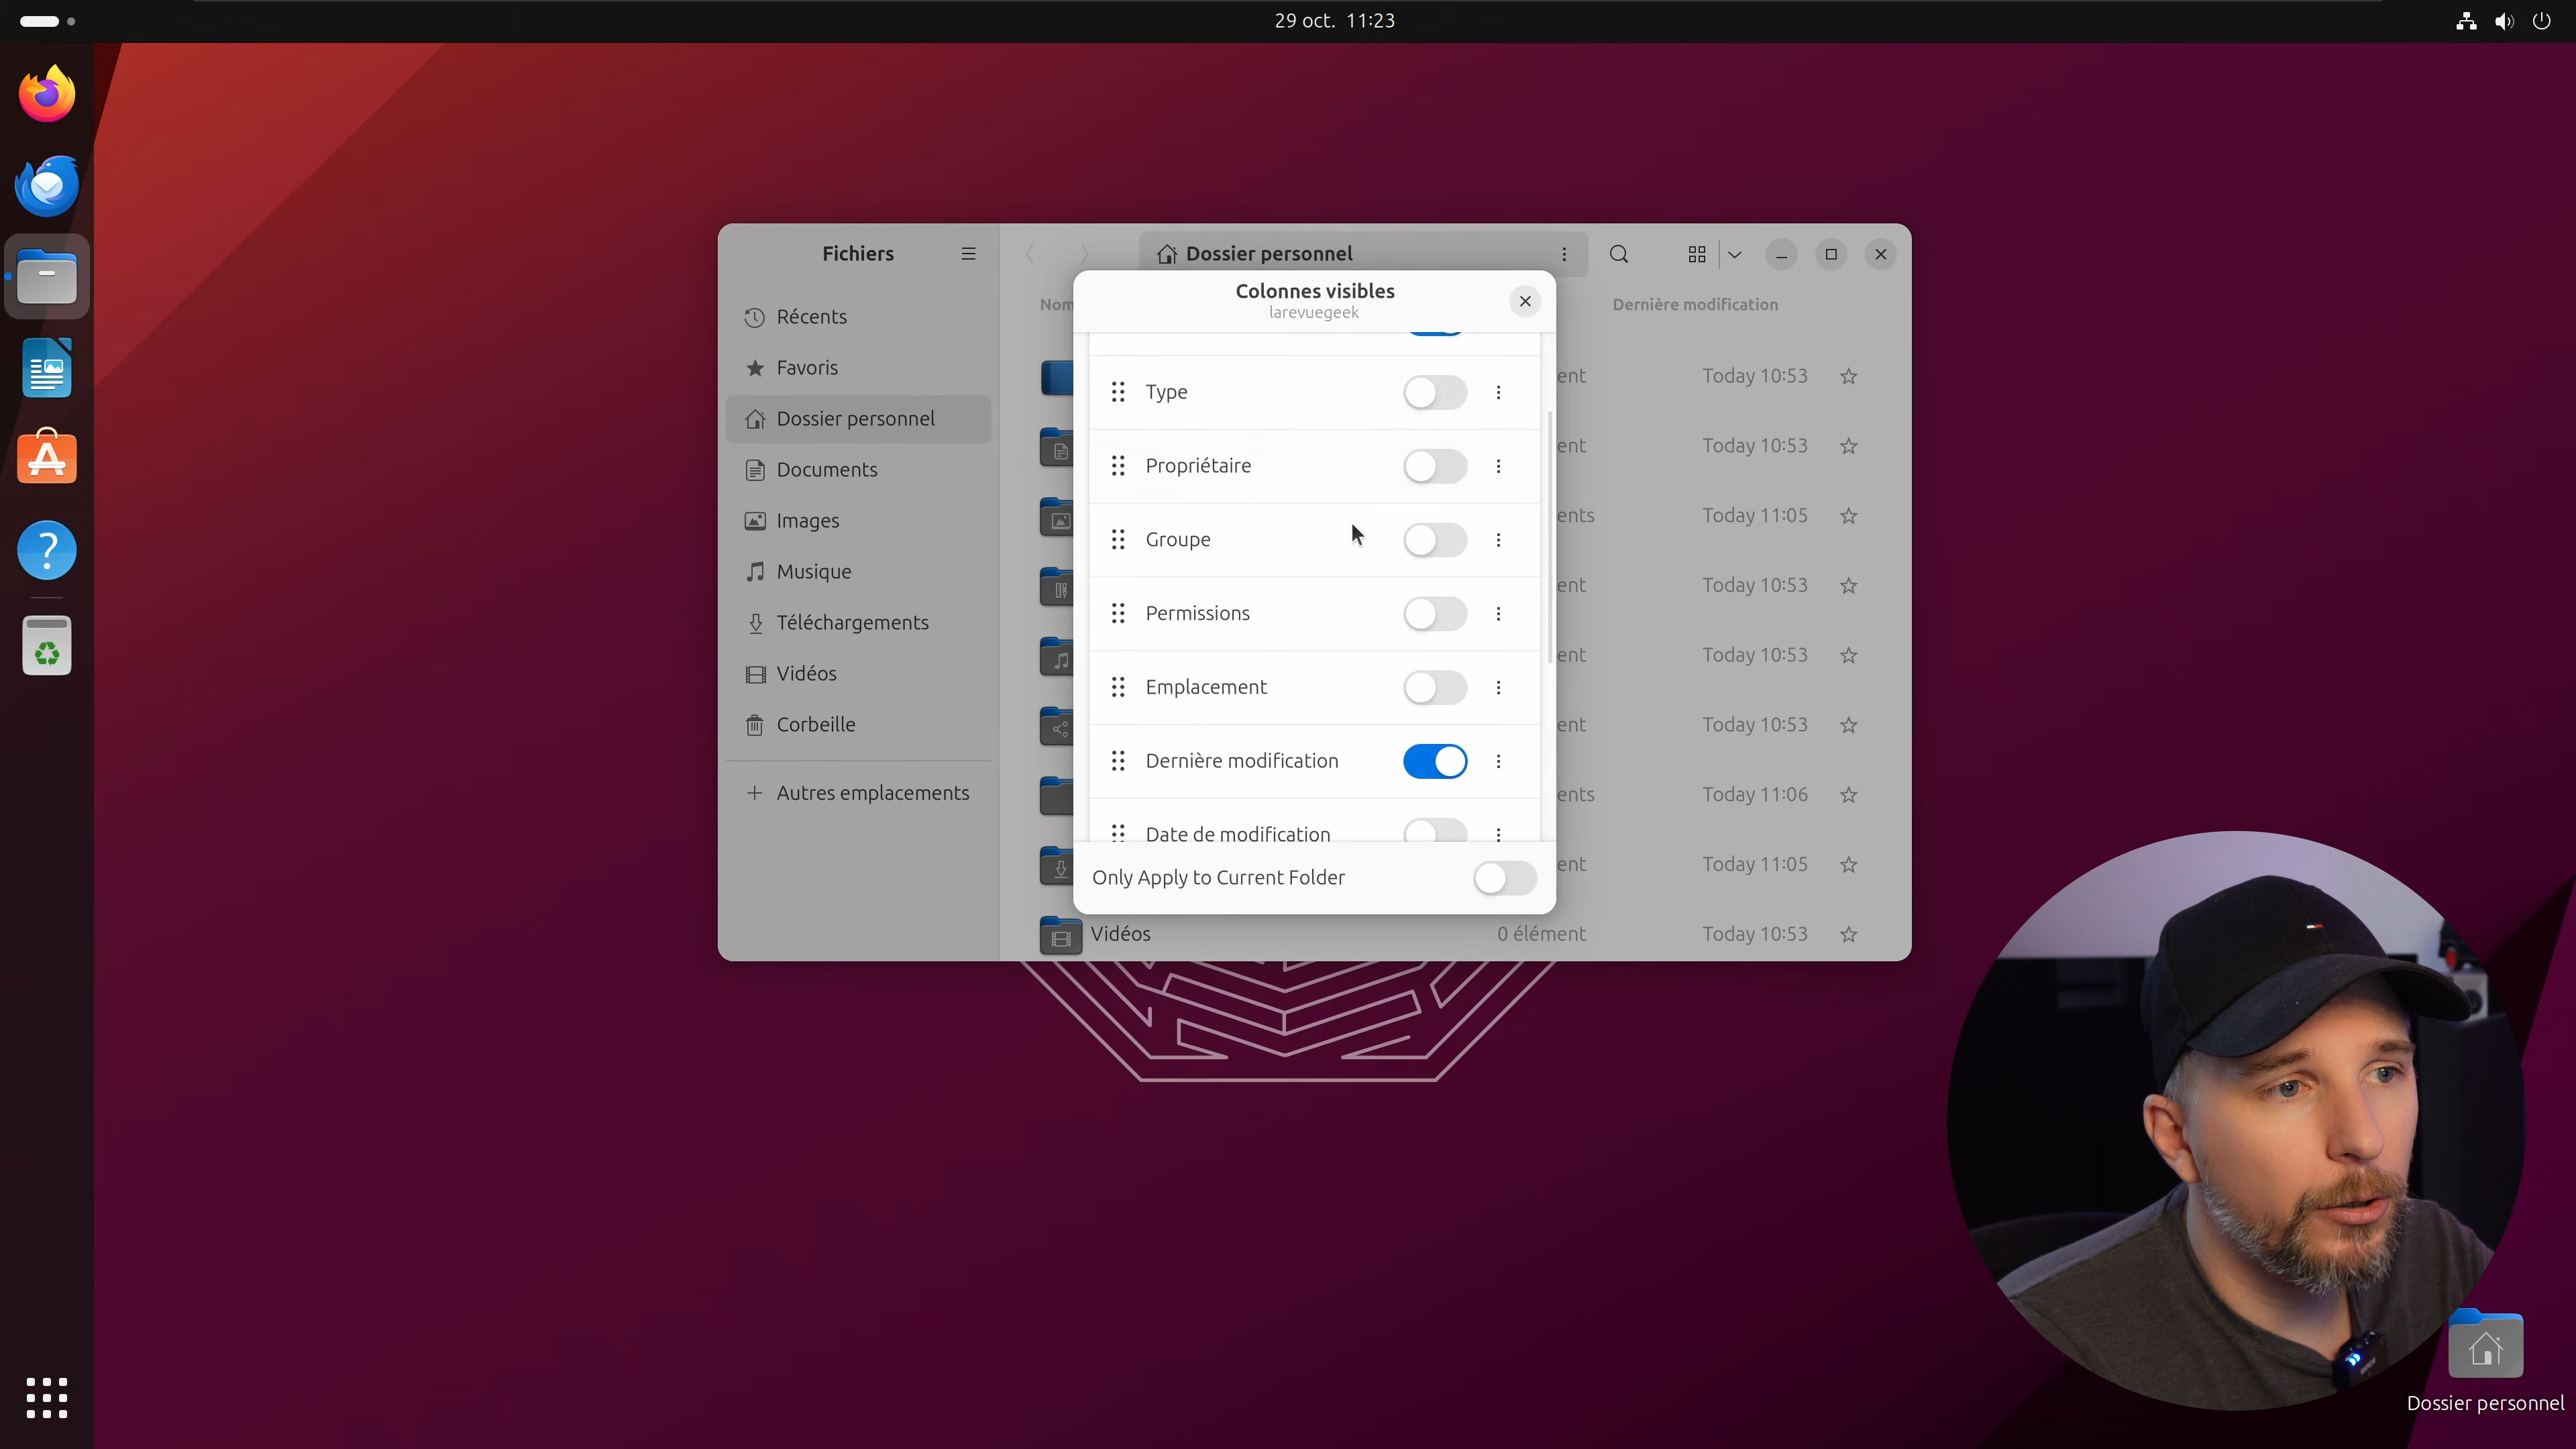 29 oct. 11:23
Fichiers
Dossier personnel
Récents
Favoris
Dossier personnel
Documents
Images
Musique
Téléchargements
Vidéos
Corbeille
Autres emplacements
Nom
Dernière modification
Colonnes visibles
larevuegeek
Type
Propriétaire
Groupe
Permissions
Emplacement
Dernière modification
Date de modification
Only Apply to Current Folder
ent Today 10:53
ent Today 10:53
ents Today 11:05
ent Today 10:53
ent Today 10:53
ent Today 10:53
ents Today 11:06
ent Today 11:05
Vidéos 0 élément Today 10:53
Dossier personnel